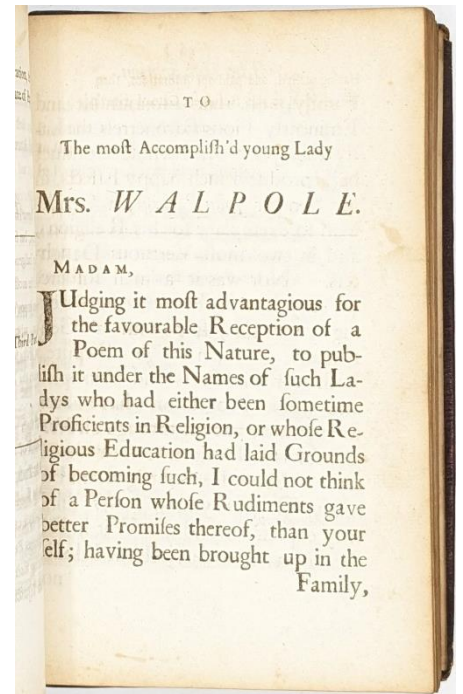 TO
The moſt Accompliſh'd young Lady
Mrs. WALPOLE.
MADAM,
JUdging it moſt advantagious for
the favourable Reception of a
Poem of this Nature, to pub-
liſh it under the Names of ſuch La-
dys who had either been ſometime
Proficients in Religion, or whoſe Re-
ligious Education had laid Grounds
of becoming ſuch, I could not think
of a Perſon whoſe Rudiments gave
better Promiſes thereof, than your
ſelf; having been brought up in the
Family,